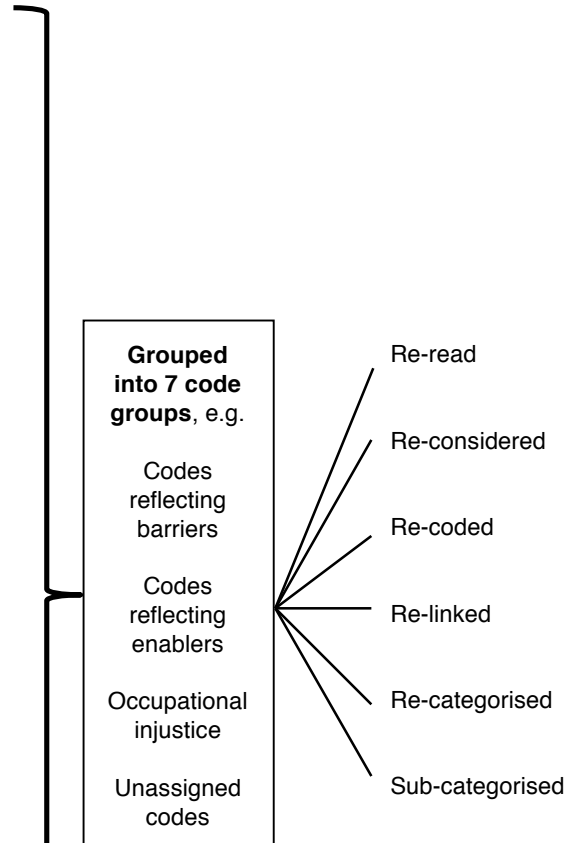 Grouped
into 7 code
groups, e.g.
Codes
reflecting
barriers
Codes
reflecting
enablers
Occupational
injustice
Unassigned
codes
Re-read
Re-considered
Re-coded
Re-linked
Re-categorised
Sub-categorised